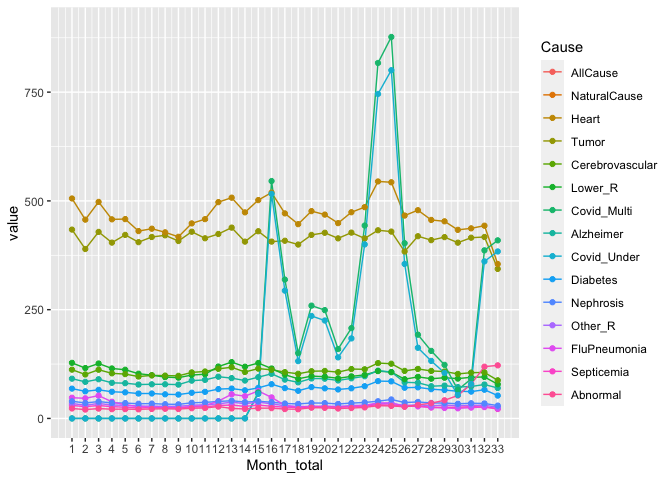 value
750
500
250
0
1 2 3 4 5 6 7 8 9 10 11 12 13 14 15 16 17 18 19 20 21 22 23 24 25 26 27 28 29 30 31 32 33
Month_total
Cause
AllCause
NaturalCause
Heart
Tumor
Cerebrovascular
Lower_R
Covid_Multi
Alzheimer
Covid_Under
Diabetes
Nephrosis
Other_R
FluPneumonia
Septicemia
Abnormal